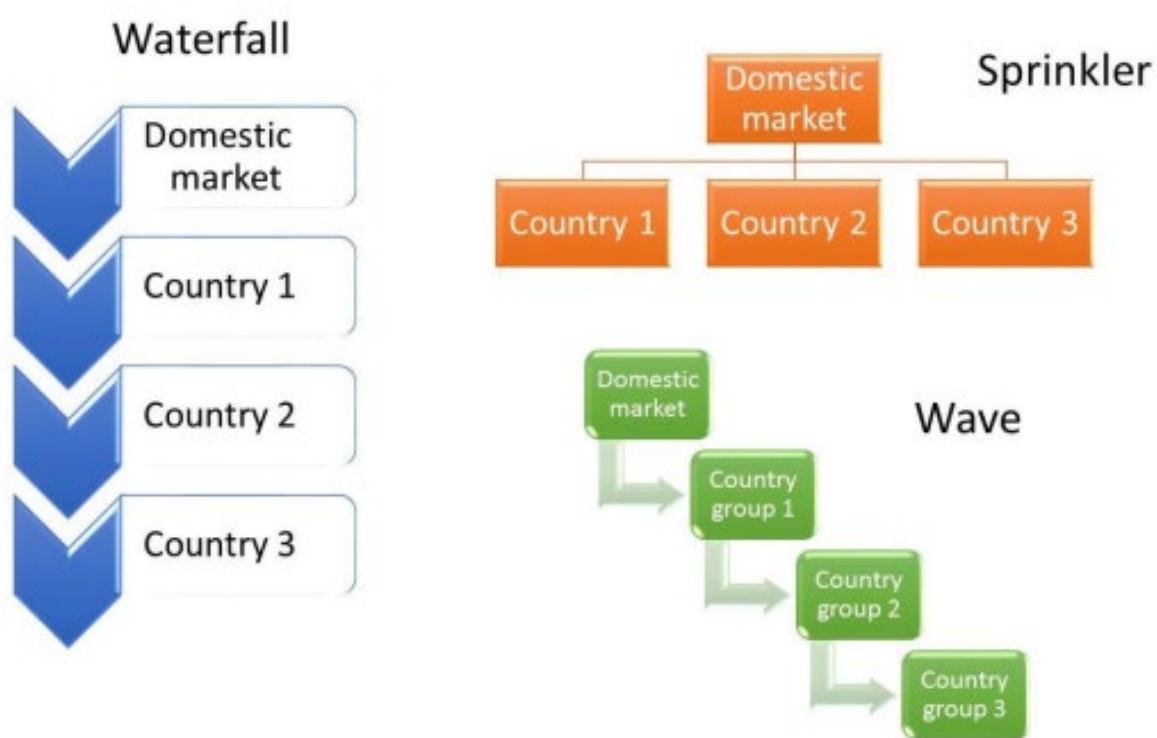 Waterfall
Domestic
market
Country 1
Country 2
Country 3
Sprinkler
Domestic
market
Country 1
Country 2
Country 3
Wave
Domestic
market
Country
group 1
Country
group 2
Country
group 3